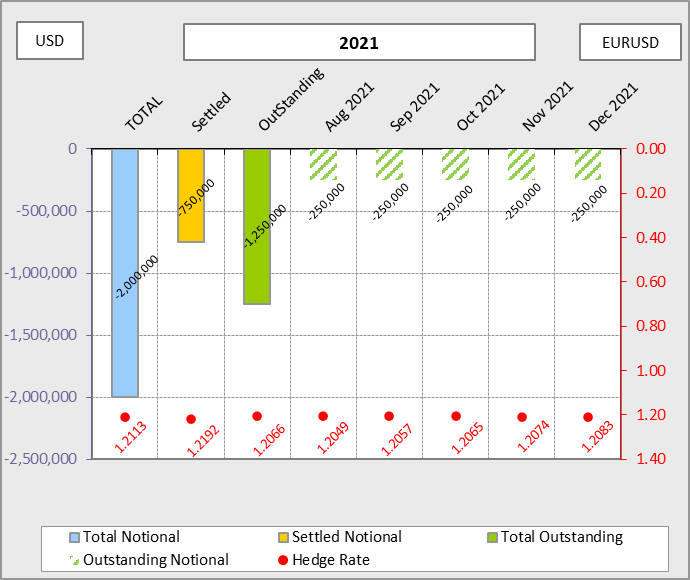 USD
2021
EURUSD
TOTAL
Settled
OutStanding
Aug 2021
Sep 2021
Oct 2021
Nov 2021
Dec 2021
0
-500,000
-1,000,000
-1,500,000
-2,000,000
-2,500,000
-2,000,000
-750,000
-1,250,000
-250,000
-250,000
-250,000
-250,000
-250,000
1.2113
1.2192
1.2066
1.2049
1.2057
1.2065
1.2074
1.2083
0.00
0.20
0.40
0.60
0.80
1.00
1.20
1.40
Total Notional
Settled Notional
Total Outstanding
Outstanding Notional
Hedge Rate